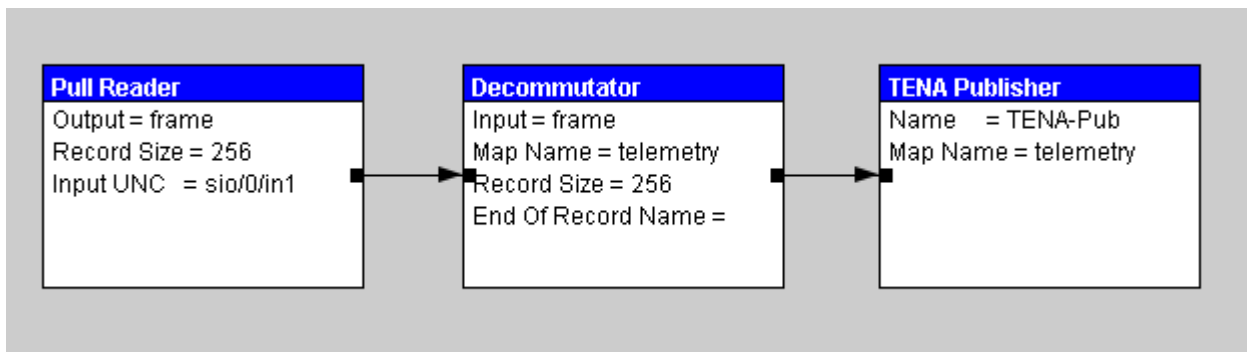 Pull Reader
Output = frame
Record Size = 256
Input UNC = sio/0/in1
Decommutator
Input = frame
Map Name = telemetry
Record Size = 256
End Of Record Name =
TENA Publisher
Name = TENA-Pub
Map Name = telemetry